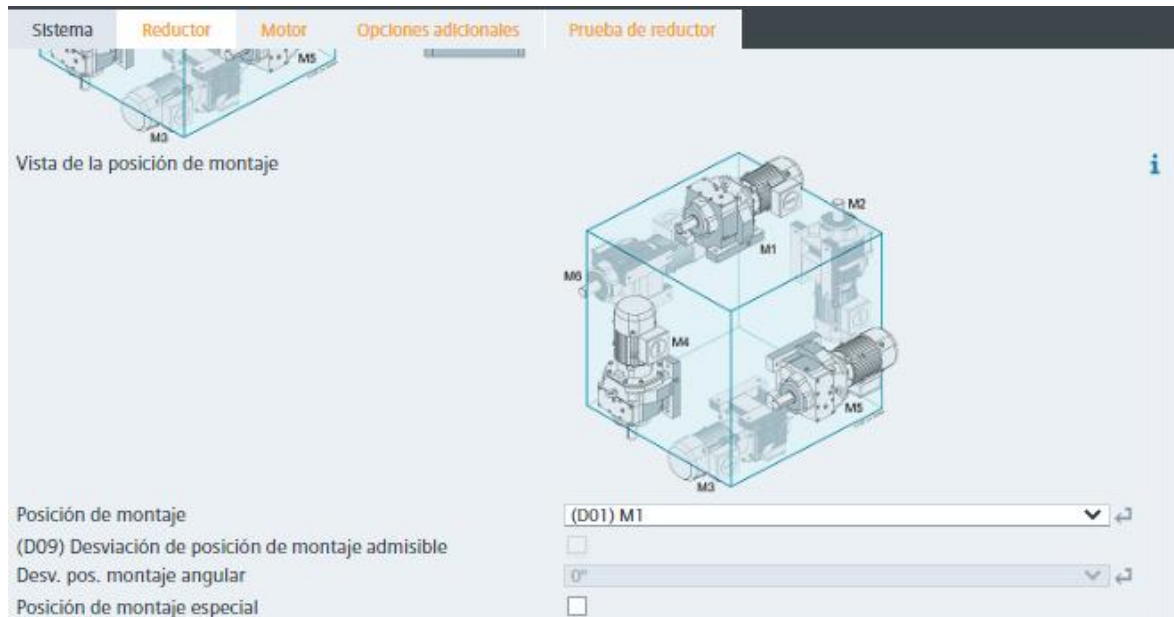 Sistema Reductor Motor Opciones adicionales Prueba de reductor
M5
M3
Vista de la posición de montaje
i
M2
M1
M6
M4
M5
M3
Posición de montaje (D01) M1
(D09) Desviación de posición de montaje admisible
Desv. pos. montaje angular 0°
Posición de montaje especial